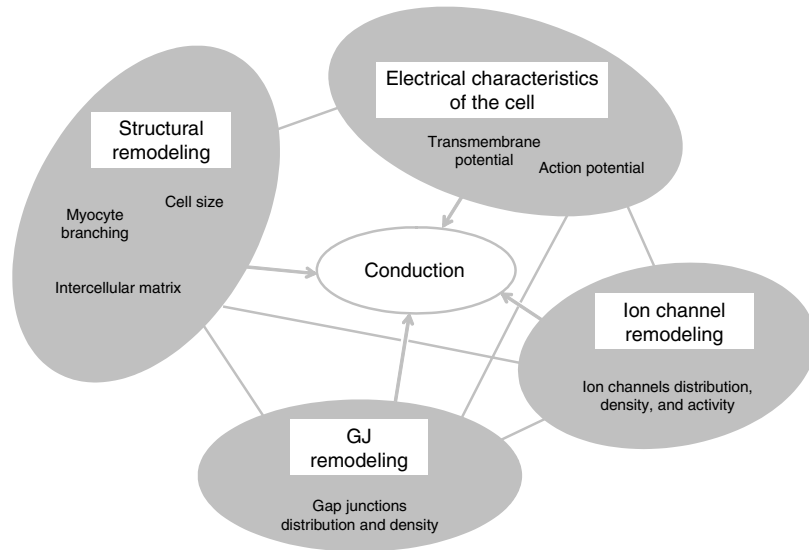 Electrical characteristics
of the cell
Transmembrane
potential
Action potential
Structural
remodeling
Cell size
Myocyte
branching
Intercellular matrix
Conduction
Ion channel
remodeling
Ion channels distribution,
density, and activity
GJ
remodeling
Gap junctions
distribution and density